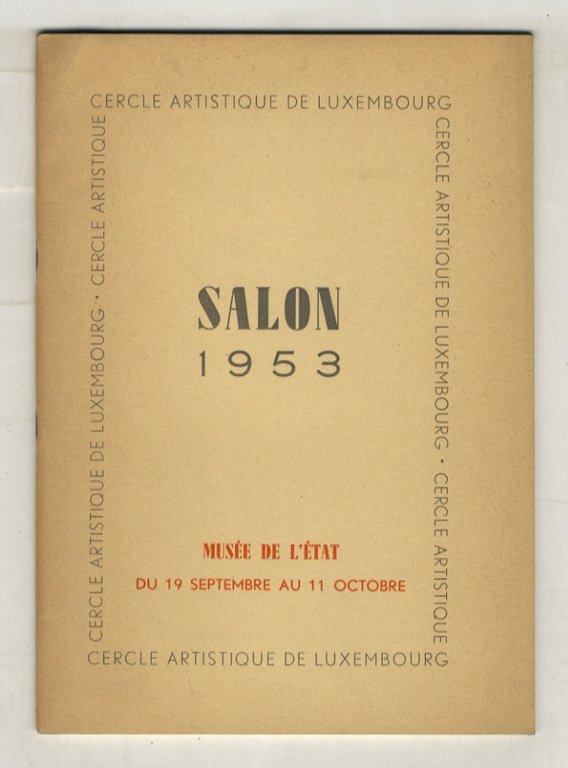 CERCLE ARTISTIQUE DE LUXEMBOURG
CERCLE ARTISTIQUE DE LUXEMBOURG · CERCLE ARTISTIQUE
CERCLE ARTISTIQUE DE LUXEMBOURG · CERCLE ARTISTIQUE
SALON
1953
MUSÉE DE L'ÉTAT
DU 19 SEPTEMBRE AU 11 OCTOBRE
CERCLE ARTISTIQUE DE LUXEMBOURG